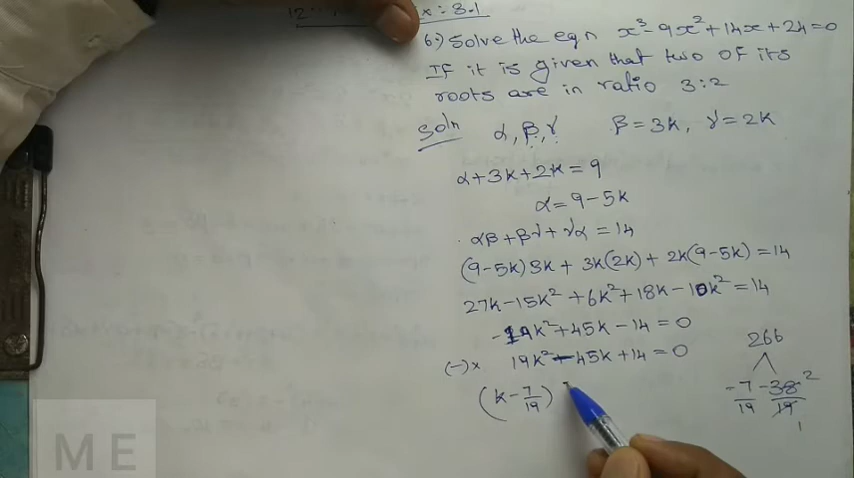 x : 3.1
6.) Solve the eqn x³-9x²+14x+24=0
If it is given that two of its
roots are in ratio 3:2
Soln α, β, γ β=3k, γ=2k
α+3k+2k=9
α=9-5k
αβ+βγ+γα=14
(9-5k)3k + 3k(2k) + 2k(9-5k)=14
27k-15k²+6k²+18k-10k²=14
-19k²+45k-14=0
(-)x 19k²-45k+14=0
(k-7/19)
266
-7/19 -38/19 2
1
ME